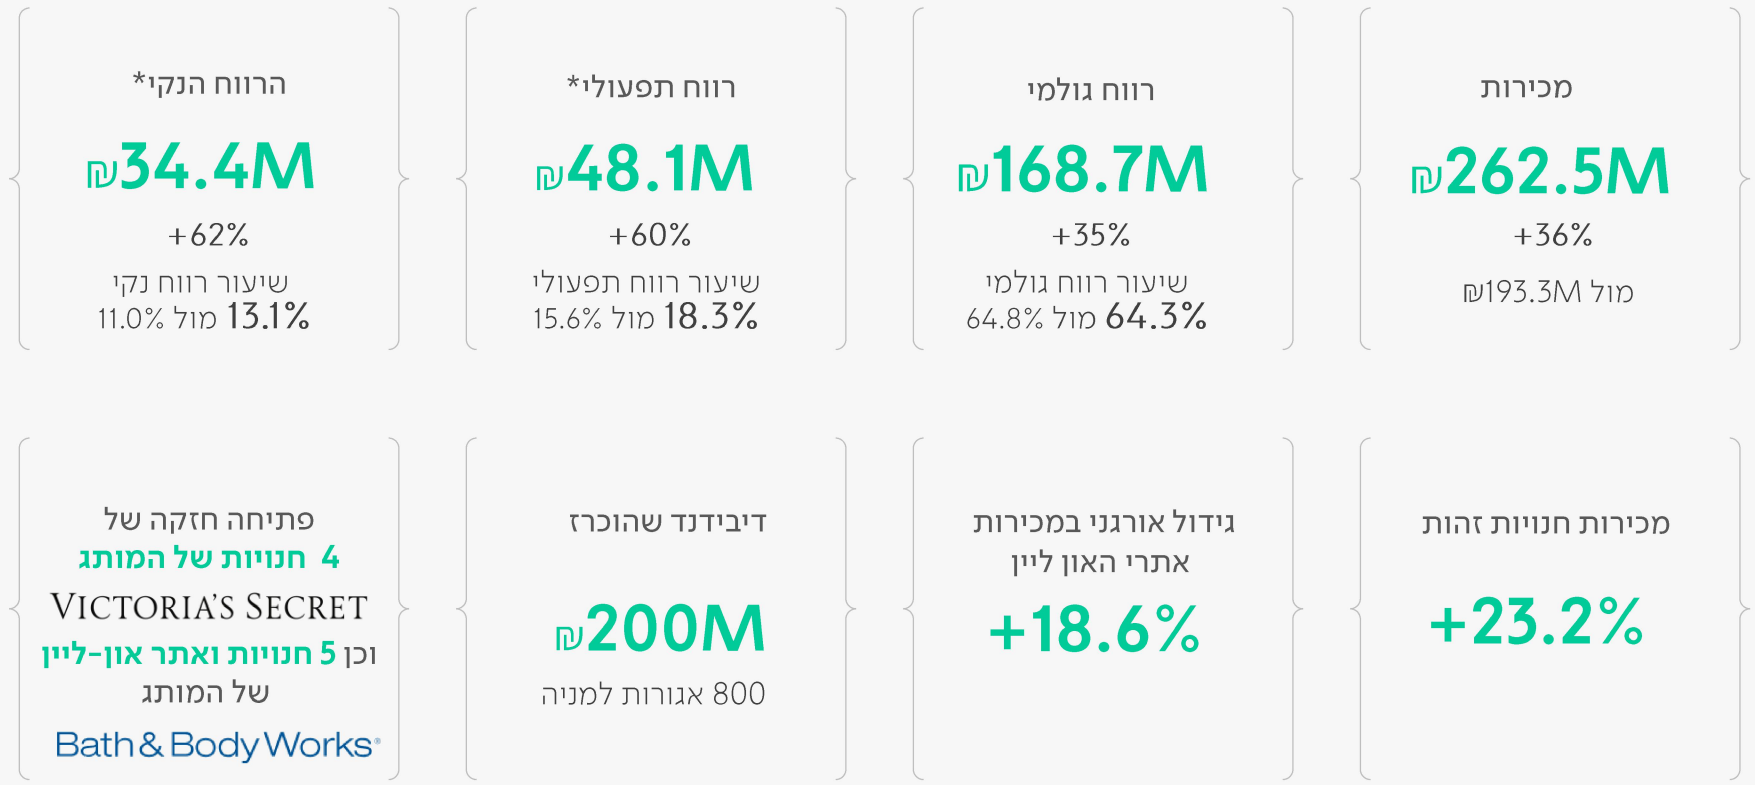 מכירות
₪262.5M
+36%
מול 193.3M₪
רווח גולמי
₪168.7M
+35%
שיעור רווח גולמי
64.3% מול 64.8%
רווח תפעולי*
₪48.1M
+60%
שיעור רווח תפעולי
18.3% מול 15.6%
הרווח הנקי*
₪34.4M
+62%
שיעור רווח נקי
13.1% מול 11.0%
מכירות חנויות זהות
+23.2%
גידול אורגני במכירות
אתרי האון ליין
+18.6%
דיבידנד שהוכרז
₪200M
800 אגורות למניה
פתיחה חזקה של
4 חנויות של המותג
VICTORIA'S SECRET
וכן 5 חנויות ואתר און-ליין
של המותג
Bath & Body Works®